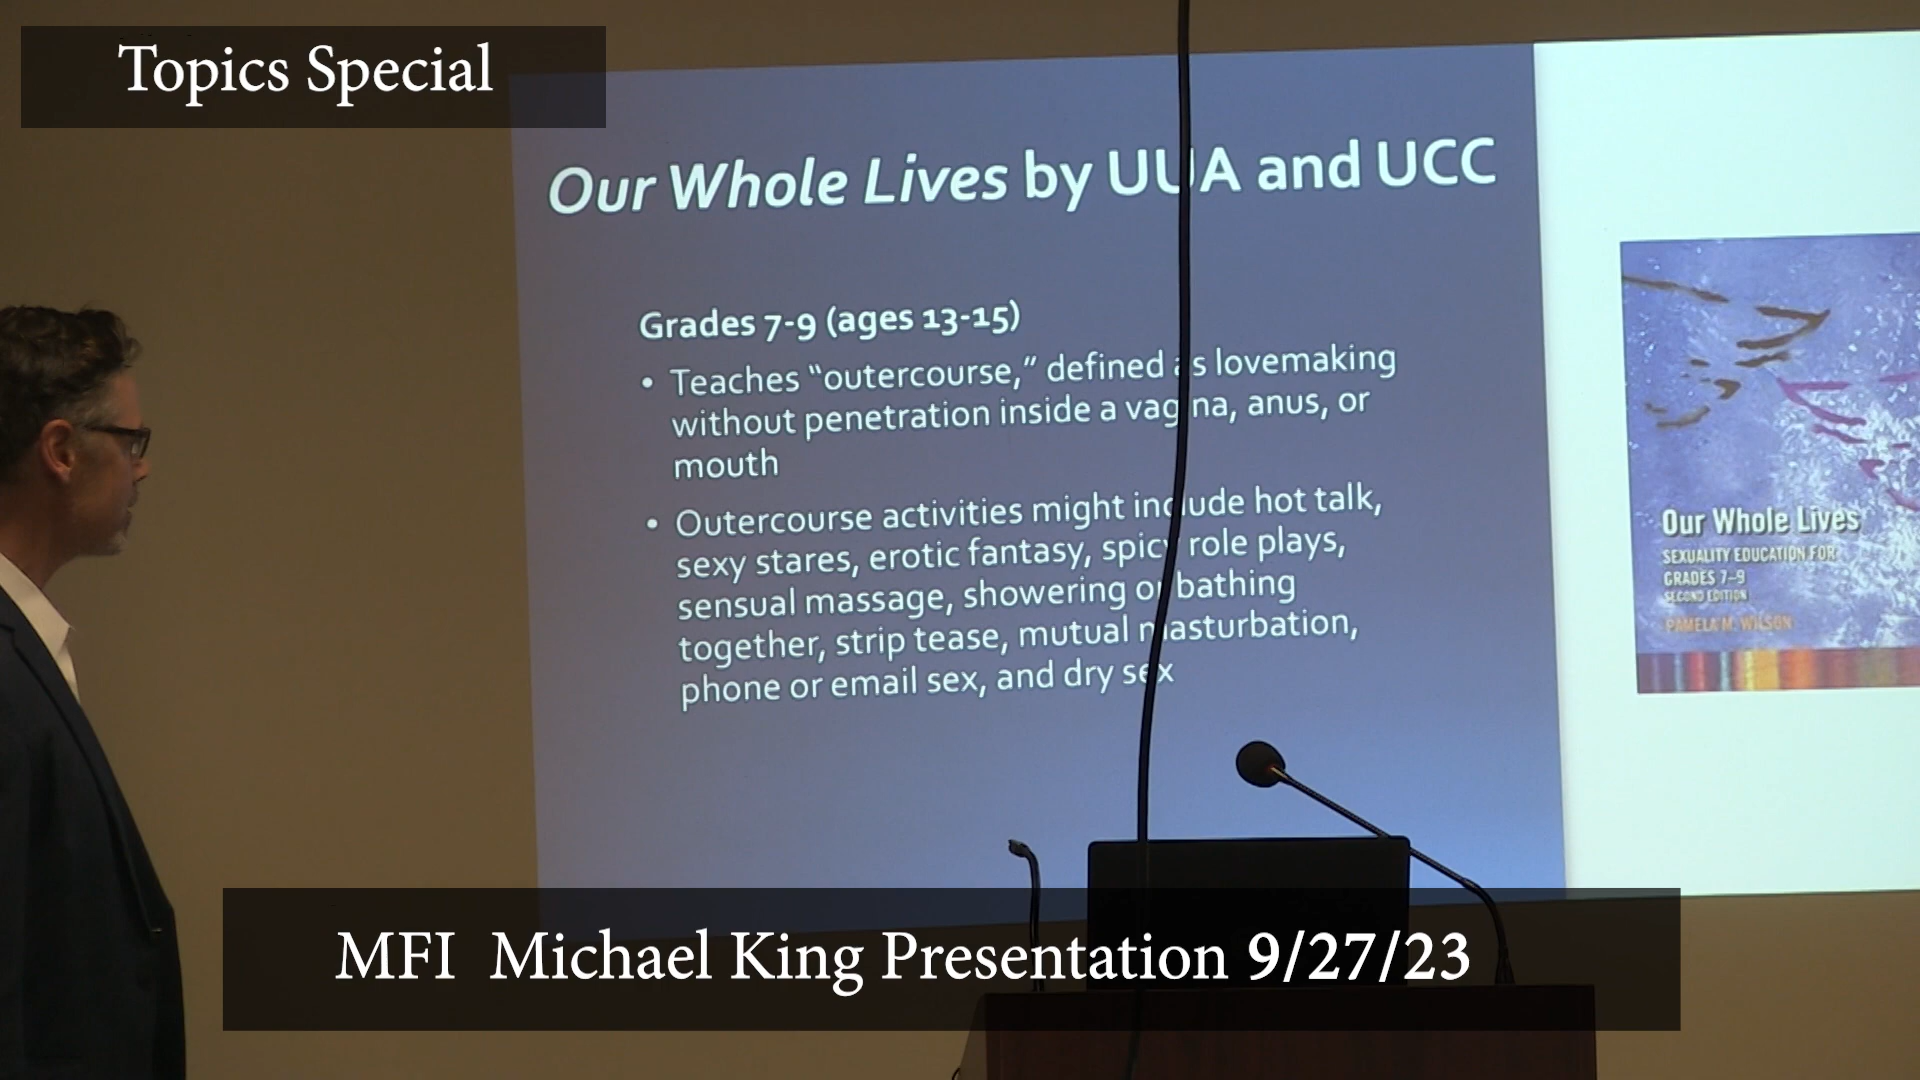 Topics Special
Our Whole Lives by UUA and UCC
Grades 7-9 (ages 13-15)
• Teaches “outercourse,” defined as lovemaking
without penetration inside a vagina, anus, or
mouth
• Outercourse activities might include hot talk,
sexy stares, erotic fantasy, spicy role plays,
sensual massage, showering or bathing
together, strip tease, mutual masturbation,
phone or email sex, and dry sex
Our Whole Lives
SEXUALITY EDUCATION FOR
GRADES 7–9
SECOND EDITION
PAMELA M. WILSON
MFI Michael King Presentation 9/27/23